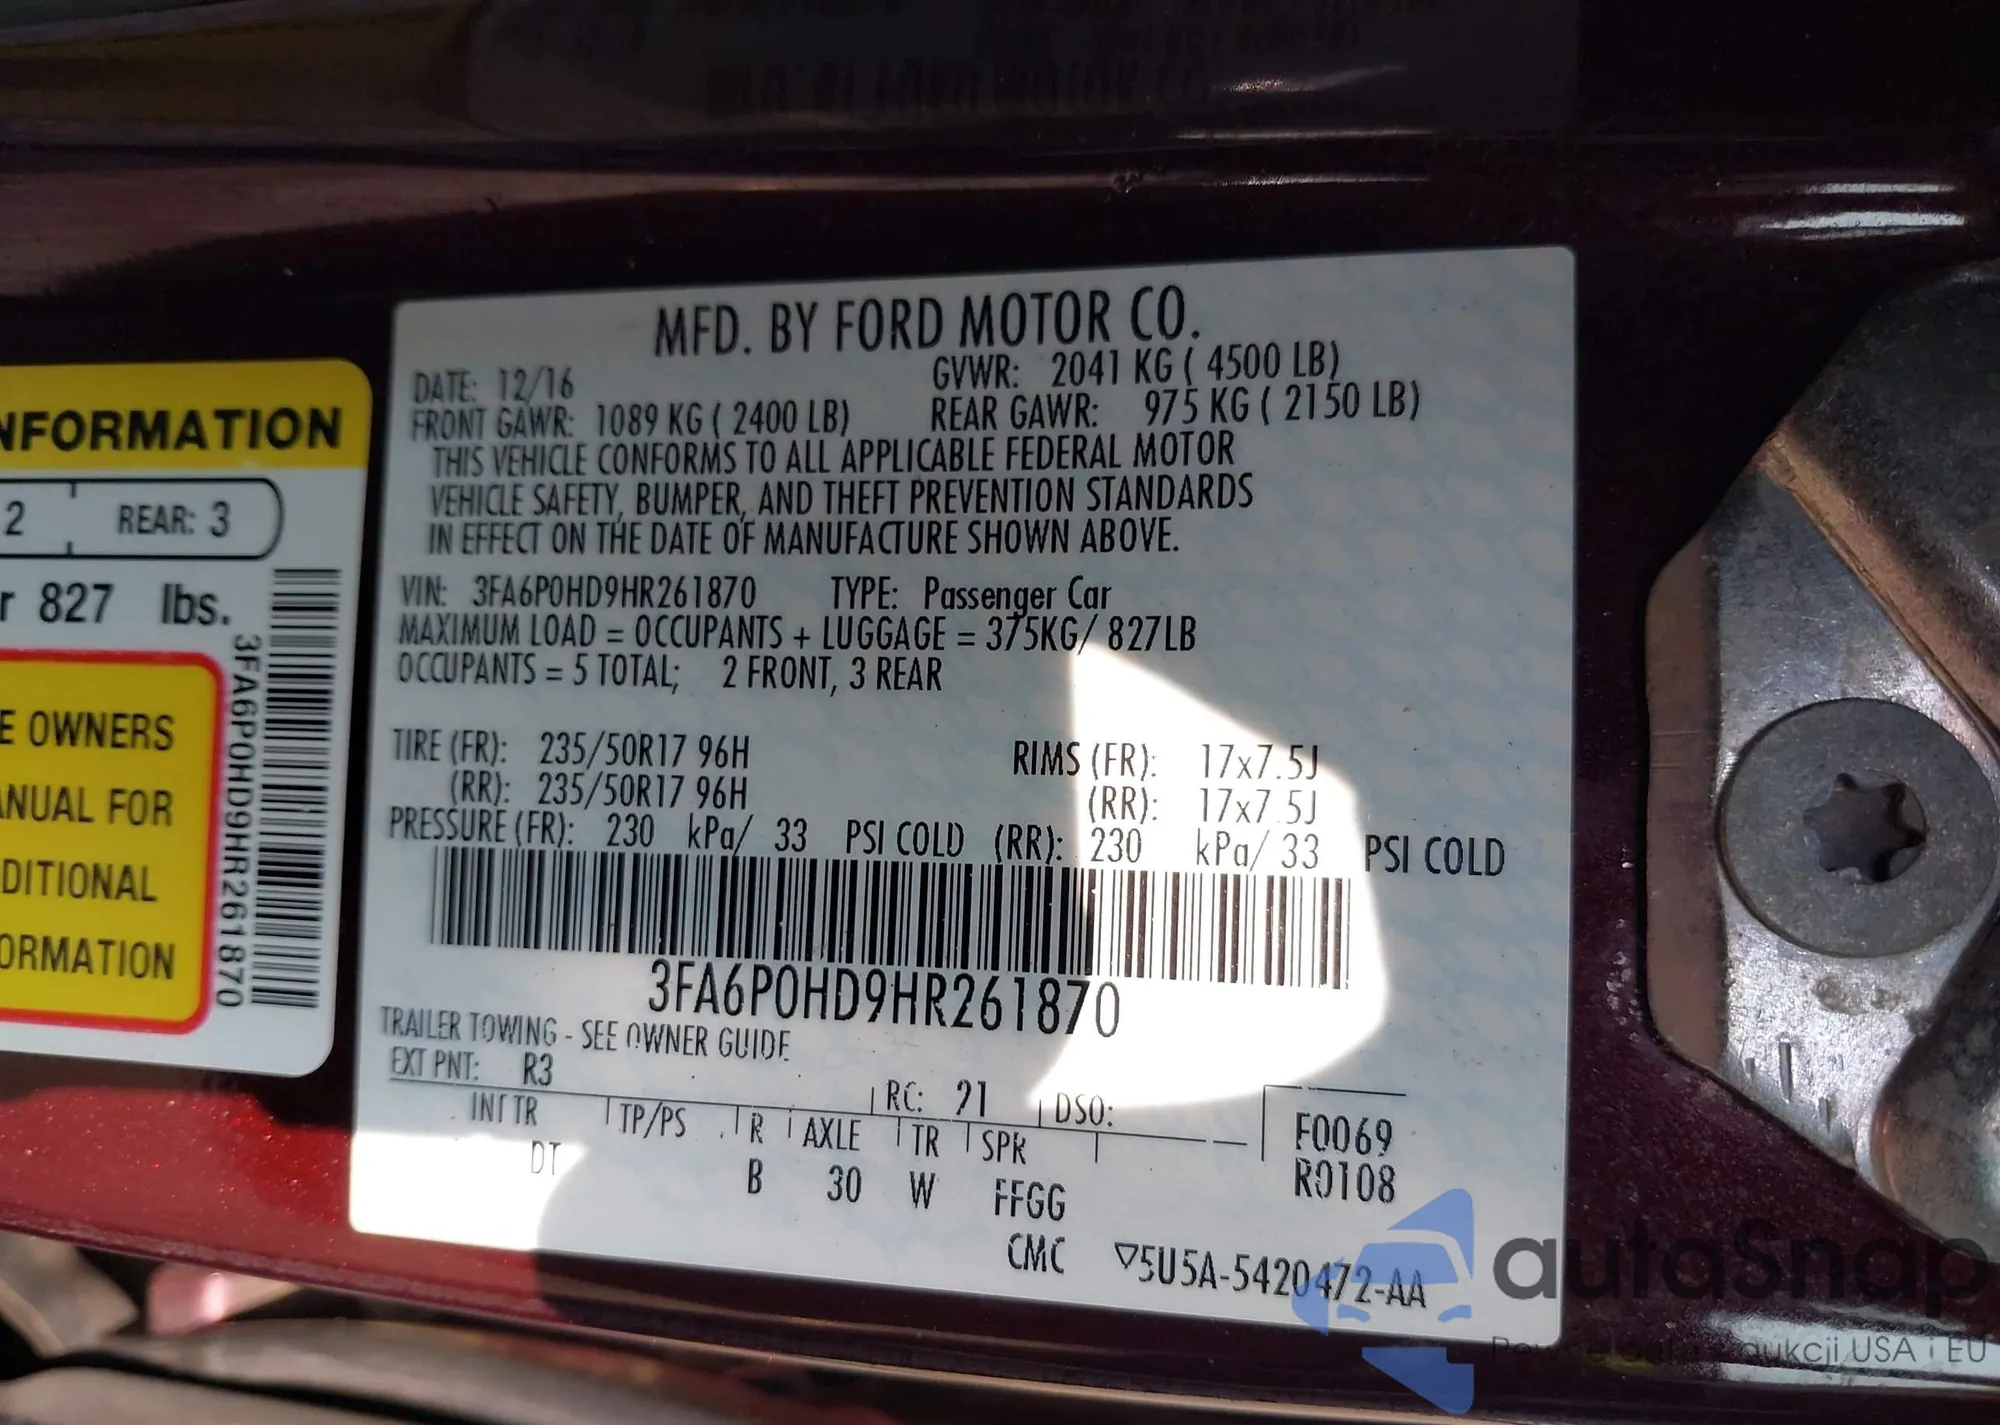 MFD. BY FORD MOTOR CO.
DATE: 12/16 GVWR: 2041 KG ( 4500 LB)
FRONT GAWR: 1089 KG ( 2400 LB) REAR GAWR: 975 KG ( 2150 LB)
THIS VEHICLE CONFORMS TO ALL APPLICABLE FEDERAL MOTOR
VEHICLE SAFETY, BUMPER, AND THEFT PREVENTION STANDARDS
IN EFFECT ON THE DATE OF MANUFACTURE SHOWN ABOVE.
VIN: 3FA6P0HD9HR261870 TYPE: Passenger Car
MAXIMUM LOAD = OCCUPANTS + LUGGAGE = 375KG/ 827LB
OCCUPANTS = 5 TOTAL; 2 FRONT, 3 REAR
TIRE (FR): 235/50R17 96H RIMS (FR): 17x7.5J
(RR): 235/50R17 96H (RR): 17x7.5J
PRESSURE (FR): 230 kPa/ 33 PSI COLD (RR): 230 kPa/ 33 PSI COLD
3FA6P0HD9HR261870
TRAILER TOWING - SEE OWNER GUIDE
EXT PNT: R3 RC: 21 DSO:
INT TR TP/PS R AXLE TR SPR F0069
DT B 30 W FFGG R0108
CMC ▽5U5A-5420472-AA
NFORMATION
2 REAR: 3
r 827 lbs.
3FA6P0HD9HR261870
E OWNERS
ANUAL FOR
DITIONAL
ORMATION
autoSnap
USA i EU